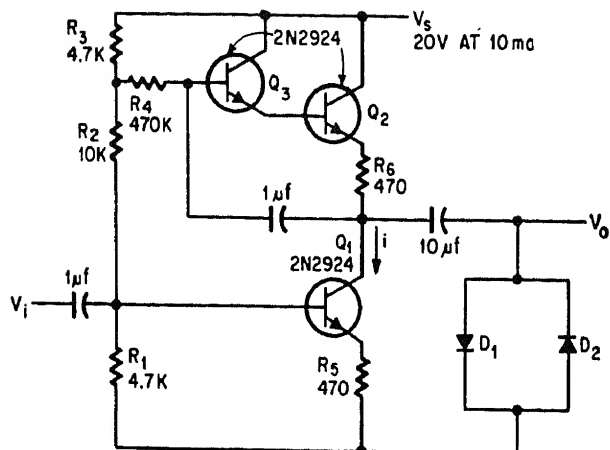 R3
4.7K
2N2924
Vs
20V AT 10ma
R4
470K
Q3
Q2
R2
10K
R6
470
1µf
10µf
Vo
Q1
2N2924
i
Vi
1µf
R1
4.7K
R5
470
D1
D2